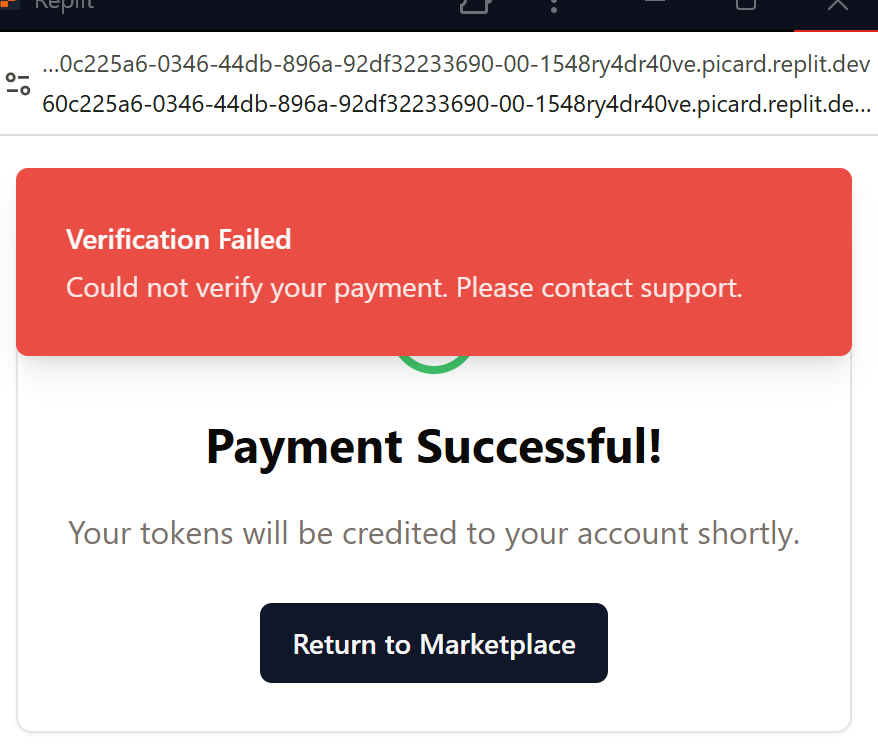 Replit
...0c225a6-0346-44db-896a-92df32233690-00-1548ry4dr40ve.picard.replit.dev
60c225a6-0346-44db-896a-92df32233690-00-1548ry4dr40ve.picard.replit.de...
Verification Failed
Could not verify your payment. Please contact support.
Payment Successful!
Your tokens will be credited to your account shortly.
Return to Marketplace